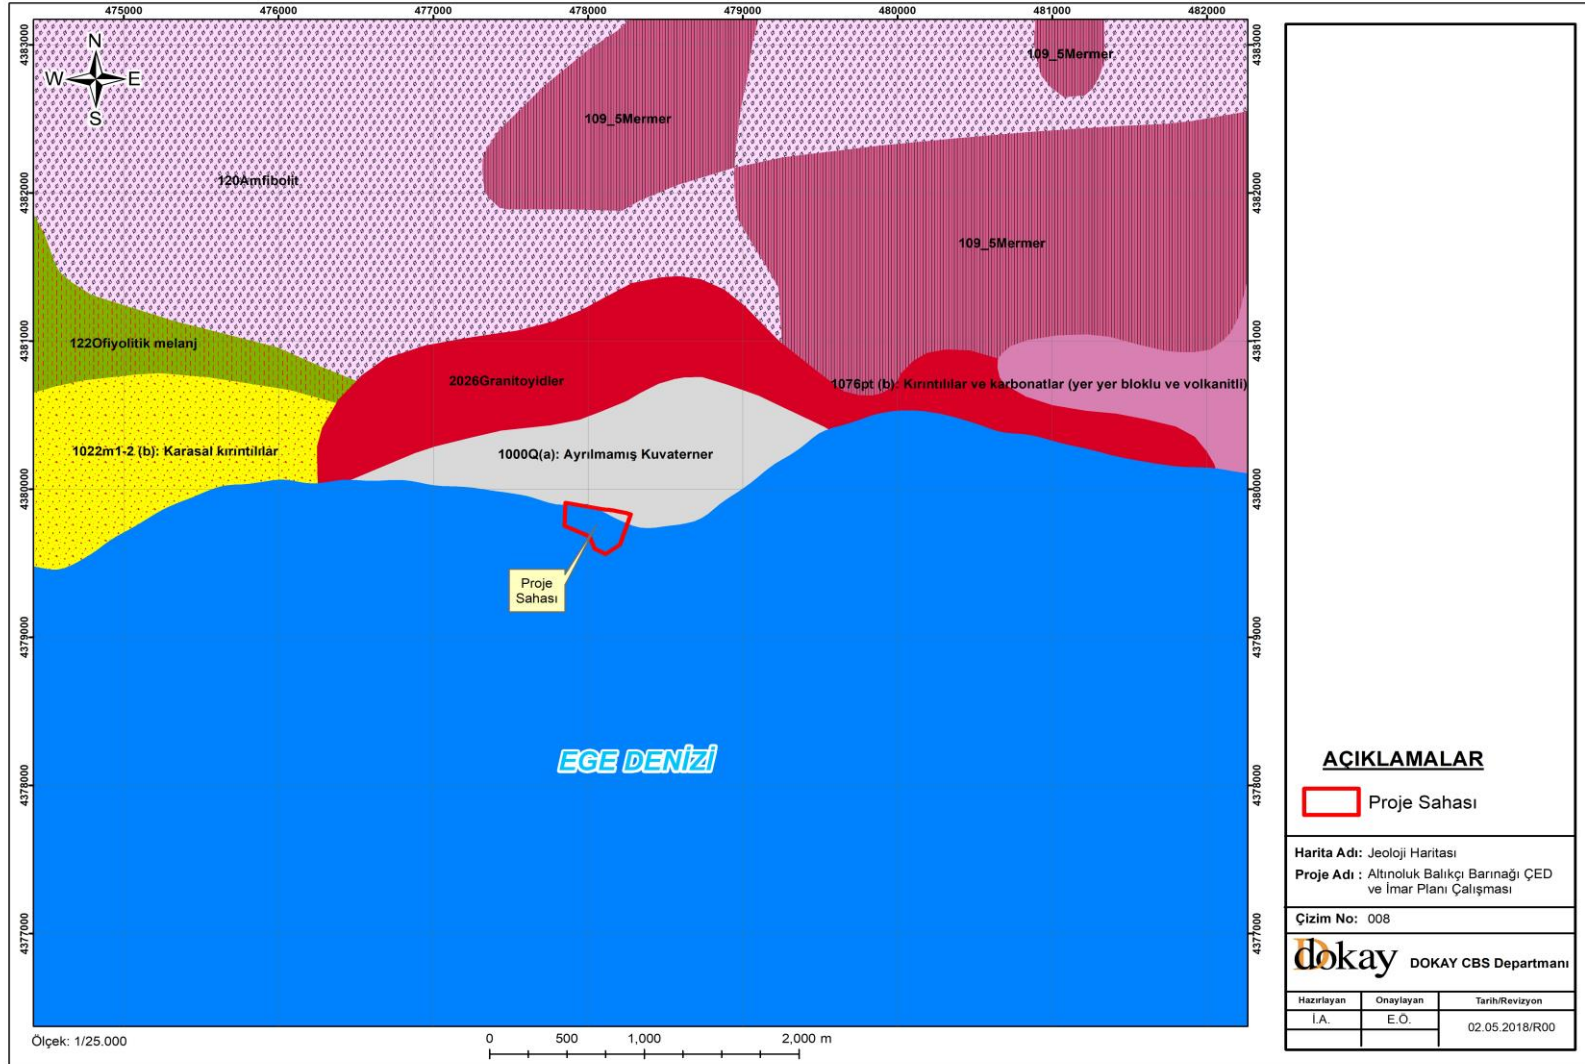 475000 476000 477000 478000 479000 480000 481000 482000
4383000
4383000
N
W E
S
109_5Mermer
109_5Mermer
120Amfibolit
4382000
4382000
109_5Mermer
122Ofiyolitik melanj
4381000
4381000
2026Granitoyidler
1076pt (b): Kırıntılılar ve karbonatlar (yer yer bloklu ve volkanitli)
1022m1-2 (b): Karasal kırıntılılar
1000Q(a): Ayrılmamış Kuvaterner
4380000
4380000
Proje
Sahası
4379000
4379000
EGE DENİZİ
4378000
4378000
4377000
4377000
Ölçek: 1/25.000
0 500 1,000 2,000 m
AÇIKLAMALAR
Proje Sahası
Harita Adı: Jeoloji Haritası
Proje Adı : Altınoluk Balıkçı Barınağı ÇED
ve İmar Planı Çalışması
Çizim No: 008
dokay DOKAY CBS Departmanı
Hazırlayan Onaylayan Tarih/Revizyon
İ.A. E.Ö. 02.05.2018/R00